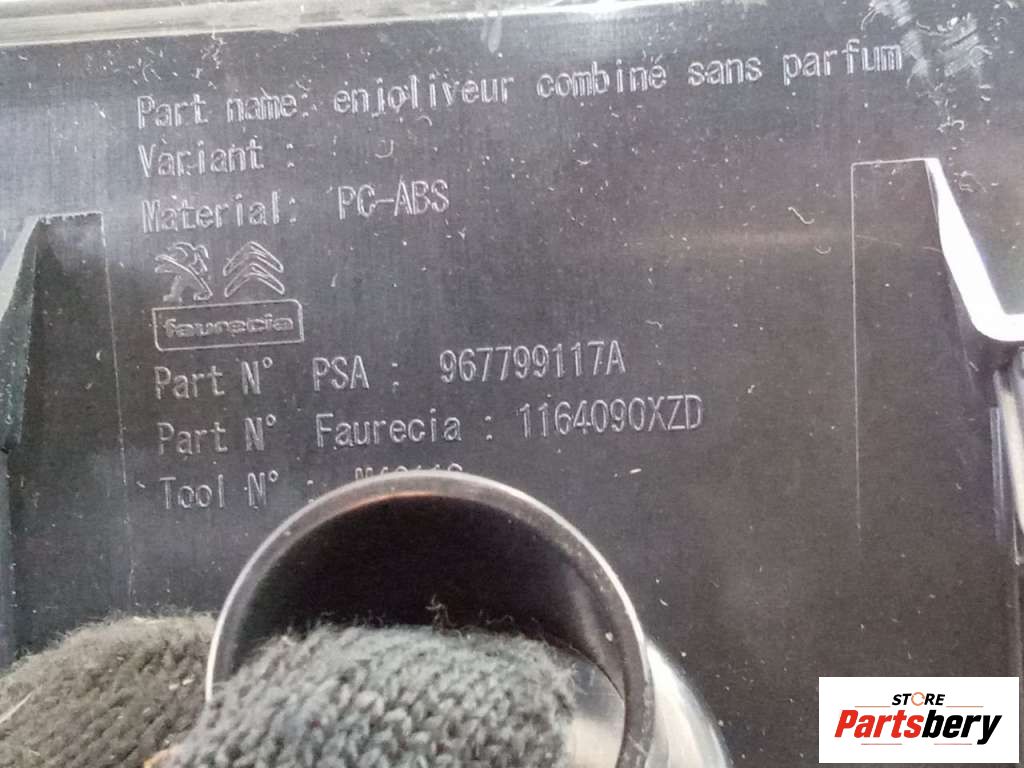 Part name: enjoliveur combiné sans parfum
Variant :
Material: PC-ABS
faurecia
Part N° PSA : 967799117A
Part N° Faurecia : 1164090XZD
Tool N° :
STORE
Partsbery